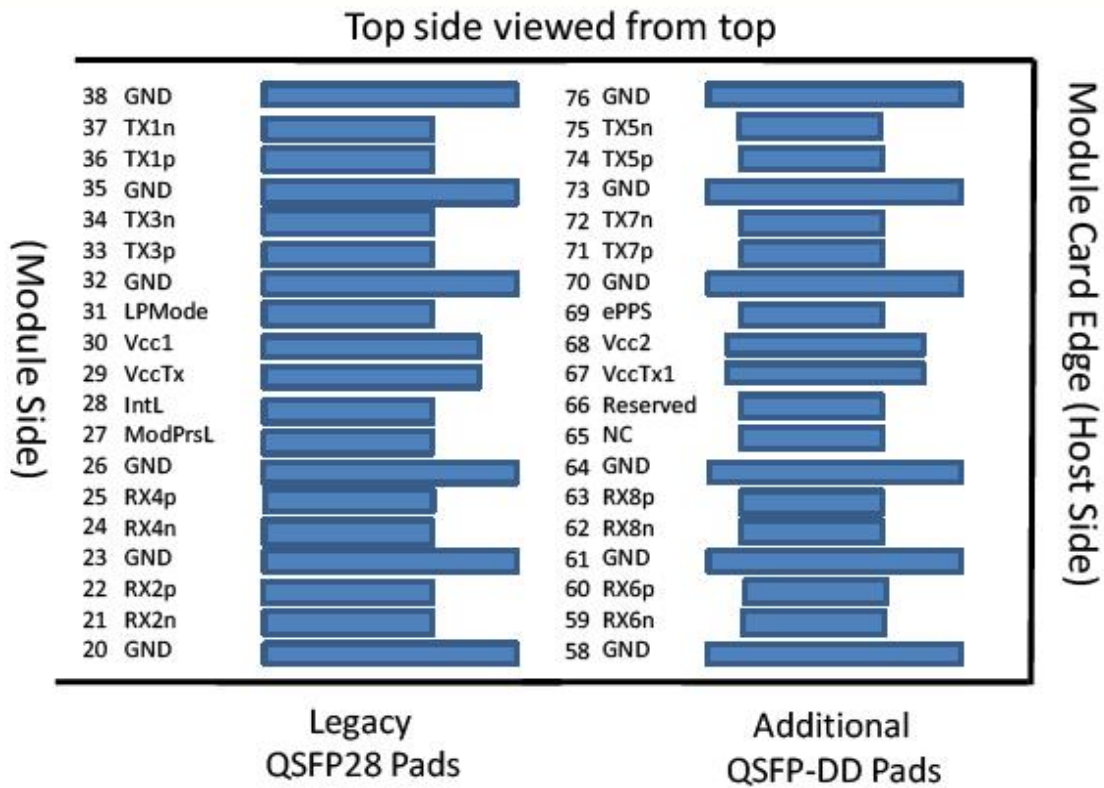 Top side viewed from top
38 GND 76 GND
37 TX1n 75 TX5n
36 TX1p 74 TX5p
35 GND 73 GND
34 TX3n 72 TX7n
33 TX3p 71 TX7p
32 GND 70 GND
31 LPMode 69 ePPS
30 Vcc1 68 Vcc2
29 VccTx 67 VccTx1
28 IntL 66 Reserved
27 ModPrsL 65 NC
26 GND 64 GND
25 RX4p 63 RX8p
24 RX4n 62 RX8n
23 GND 61 GND
22 RX2p 60 RX6p
21 RX2n 59 RX6n
20 GND 58 GND
(Module Side)
Module Card Edge (Host Side)
Legacy
QSFP28 Pads
Additional
QSFP-DD Pads